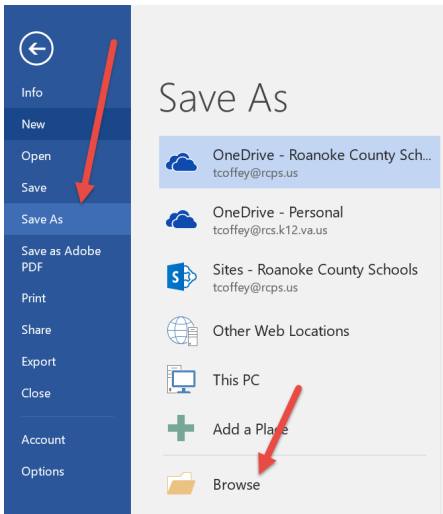 Info
New
Open
Save
Save As
Save as Adobe
PDF
Print
Share
Export
Close
Account
Options
Save As
OneDrive - Roanoke County Sch...
tcoffey@rcps.us
OneDrive - Personal
tcoffey@rcs.k12.va.us
S
Sites - Roanoke County Schools
tcoffey@rcps.us
Other Web Locations
This PC
Add a Place
Browse